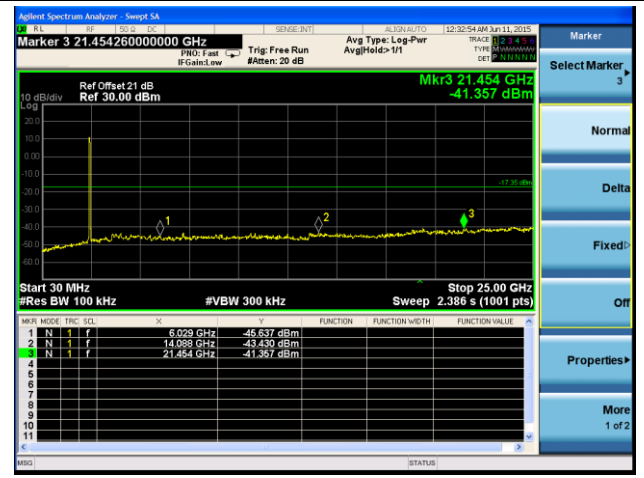 Agilent Spectrum Analyzer - Swept SA
RL RF 50 Ω DC SENSE:INT ALIGN AUTO 12:32:54 AM Jun 11, 2015
Marker 3 21.454260000000 GHz Avg Type: Log-Pwr TRACE 1 2 3 4 5 6
PNO: Fast Trig: Free Run Avg|Hold:>1/1 TYPE M
IFGain:Low #Atten: 20 dB DET P N N N N N
Ref Offset 21 dB Mkr3 21.454 GHz
10 dB/div Ref 30.00 dBm -41.357 dBm
Log
20.0
10.0
0.00
-10.0
-20.0 -17.35 dBm
-30.0
1 2 3
-40.0
-50.0
-60.0
Start 30 MHz Stop 25.00 GHz
#Res BW 100 kHz #VBW 300 kHz Sweep 2.386 s (1001 pts)
MKR MODE TRC SCL X Y FUNCTION FUNCTION WIDTH FUNCTION VALUE
1 N 1 f 6.029 GHz -45.637 dBm
2 N 1 f 14.088 GHz -43.430 dBm
3 N 1 f 21.454 GHz -41.357 dBm
4
5
6
7
8
9
10
11
MSG STATUS
Marker
Select Marker
3
Normal
Delta
Fixed
Off
Properties
More
1 of 2